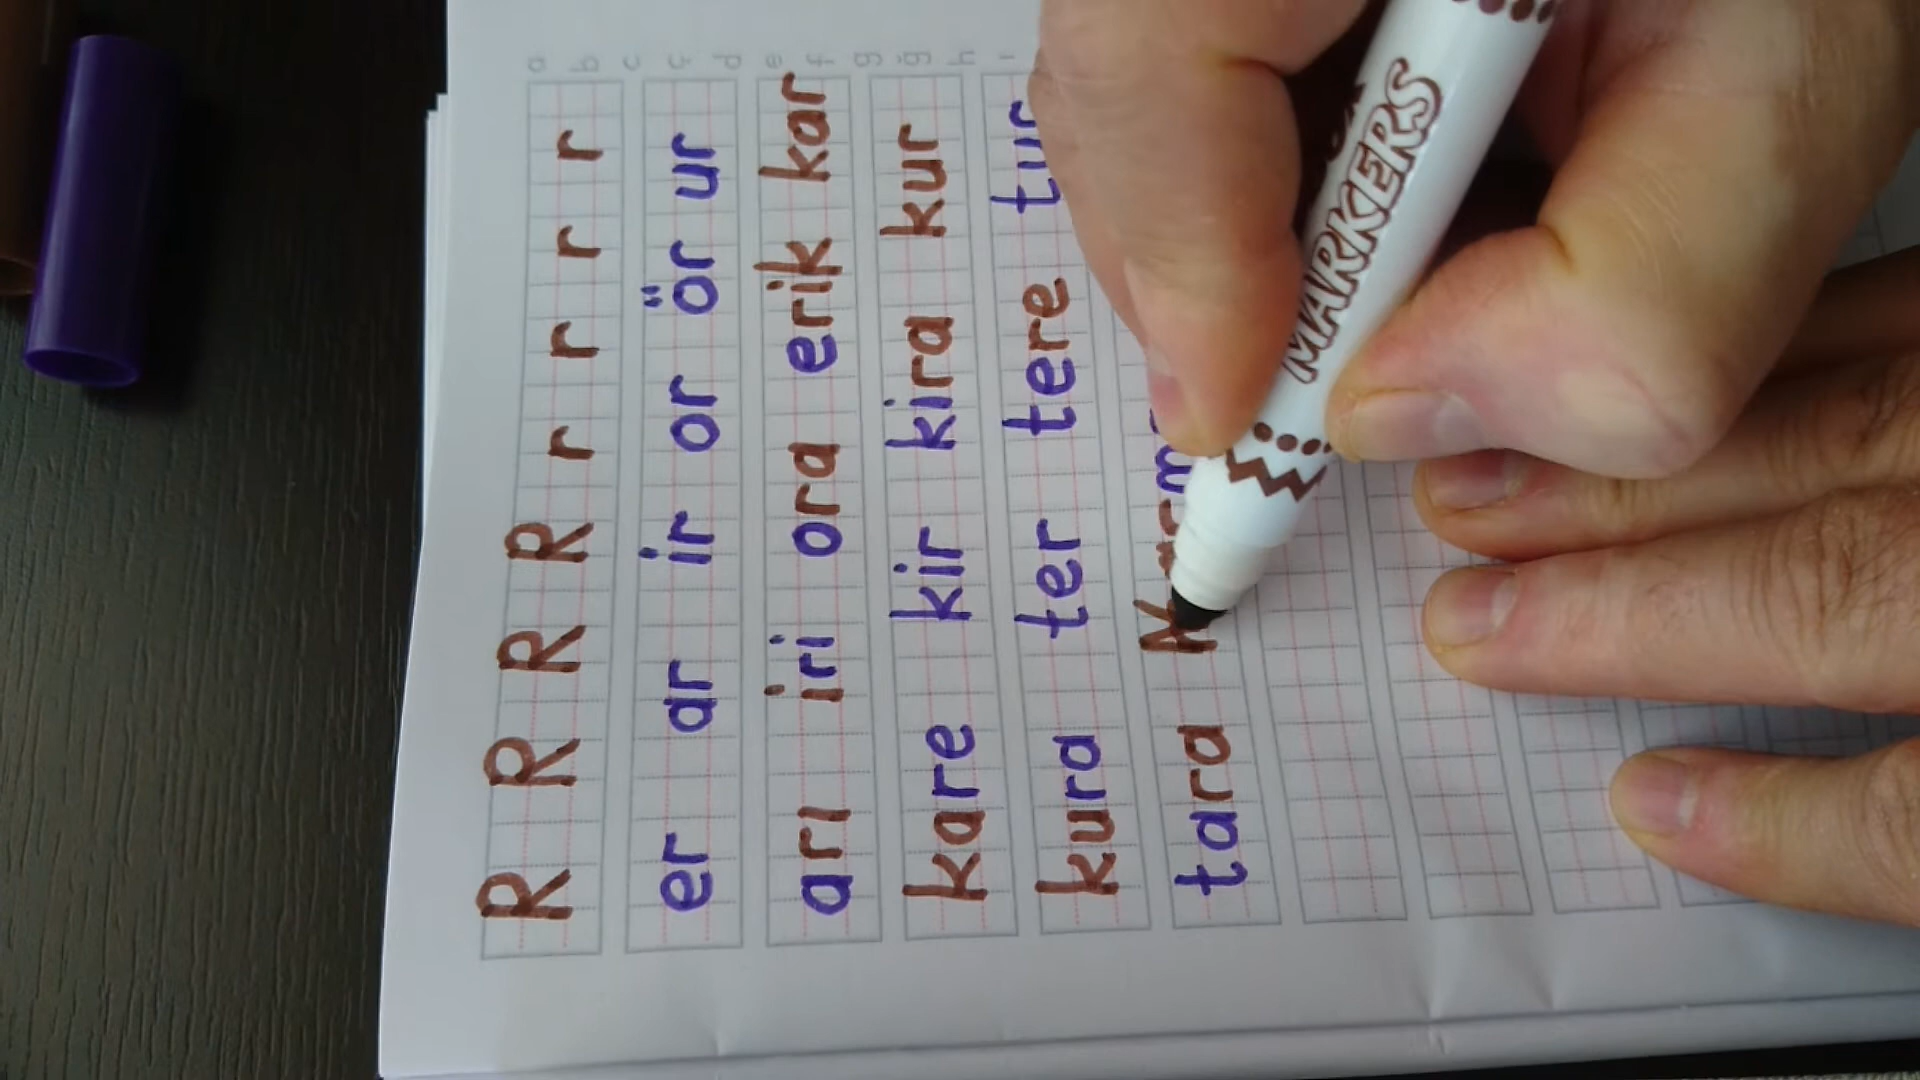 a b c ç d e f g ğ h ı
R R R R r r r r
er ar ir or ör ur
arı iri ora erik kar
kare kir kira kur
kura ter tere tur
tara
MARKERS